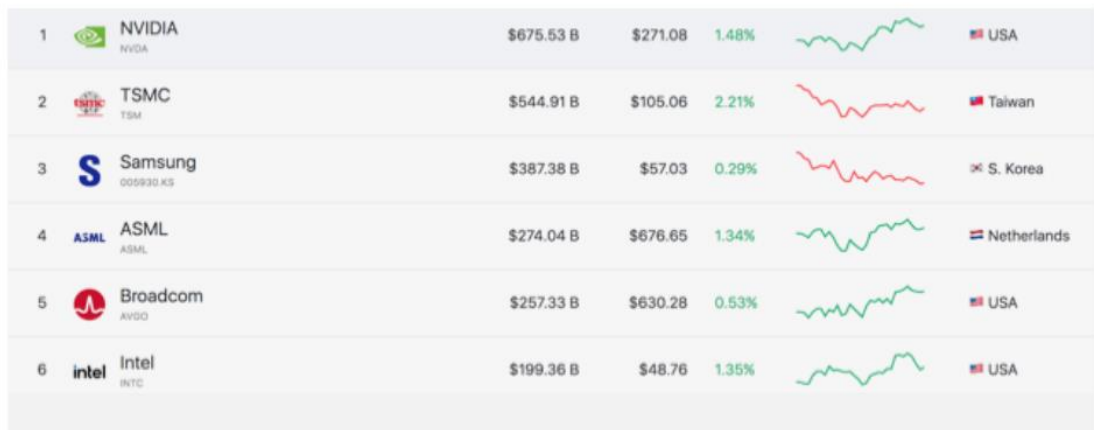 1 NVIDIA $675.53 B $271.08 1.48% USA
NVDA
2 tsmc TSMC $544.91 B $105.06 2.21% Taiwan
TSM
3 S Samsung $387.38 B $57.03 0.29% S. Korea
005930.KS
4 ASML ASML $274.04 B $676.65 1.34% Netherlands
ASML
5 Broadcom $257.33 B $630.28 0.53% USA
AVGO
6 intel Intel $199.36 B $48.76 1.35% USA
INTC